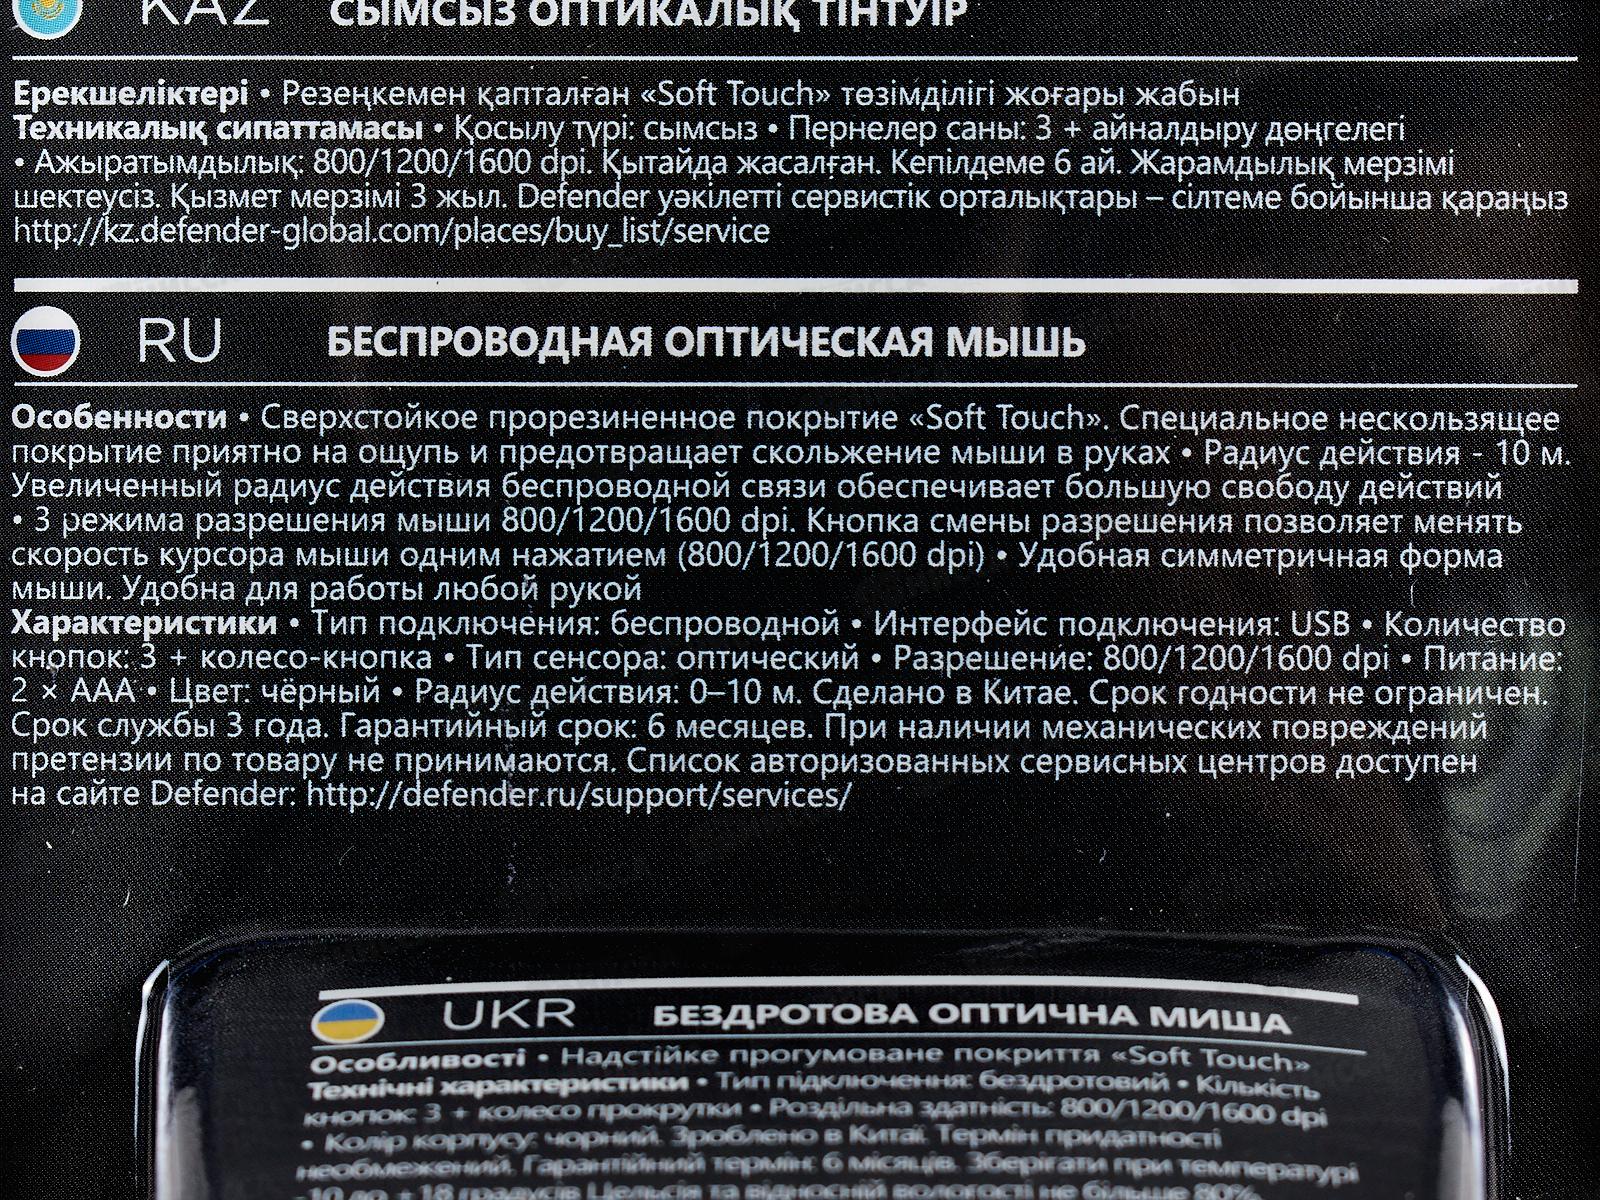 KAZ СЫМСЫЗ ОПТИКАЛЫҚ ТІНТУІР
Ерекшеліктері • Резеңкемен қапталған «Soft Touch» төзімділігі жоғары жабын
Техникалық сипаттамасы • Қосылу түрі: сымсыз • Пернелер саны: 3 + айналдыру дөңгелегі
• Ажыратымдылық: 800/1200/1600 dpi. Қытайда жасалған. Кепілдеме 6 ай. Жарамдылық мерзімі
шектеусіз. Қызмет мерзімі 3 жыл. Defender уәкілетті сервистік орталықтары – сілтеме бойынша қараңыз
http://kz.defender-global.com/places/buy_list/service
RU БЕСПРОВОДНАЯ ОПТИЧЕСКАЯ МЫШЬ
Особенности • Сверхстойкое прорезиненное покрытие «Soft Touch». Специальное нескользящее
покрытие приятно на ощупь и предотвращает скольжение мыши в руках • Радиус действия - 10 м.
Увеличенный радиус действия беспроводной связи обеспечивает большую свободу действий
• 3 режима разрешения мыши 800/1200/1600 dpi. Кнопка смены разрешения позволяет менять
скорость курсора мыши одним нажатием (800/1200/1600 dpi) • Удобная симметричная форма
мыши. Удобна для работы любой рукой
Характеристики • Тип подключения: беспроводной • Интерфейс подключения: USB • Количество
кнопок: 3 + колесо-кнопка • Тип сенсора: оптический • Разрешение: 800/1200/1600 dpi • Питание:
2 × AAA • Цвет: чёрный • Радиус действия: 0–10 м. Сделано в Китае. Срок годности не ограничен.
Срок службы 3 года. Гарантийный срок: 6 месяцев. При наличии механических повреждений
претензии по товару не принимаются. Список авторизованных сервисных центров доступен
на сайте Defender: http://defender.ru/support/services/
UKR БЕЗДРОТОВА ОПТИЧНА МИША
Особливості • Надстійке прогумоване покриття «Soft Touch»
Технічні характеристики • Тип підключення: бездротовий • Кількість
кнопок: 3 + колесо прокрутки • Роздільна здатність: 800/1200/1600 dpi
• Колір корпусу: чорний. Зроблено в Китаї. Термін придатності
необмежений. Гарантійний термін: 6 місяців. Зберігати при температурі
-10 до +18 градусів Цельсія та відносній вологості не більше 80%.